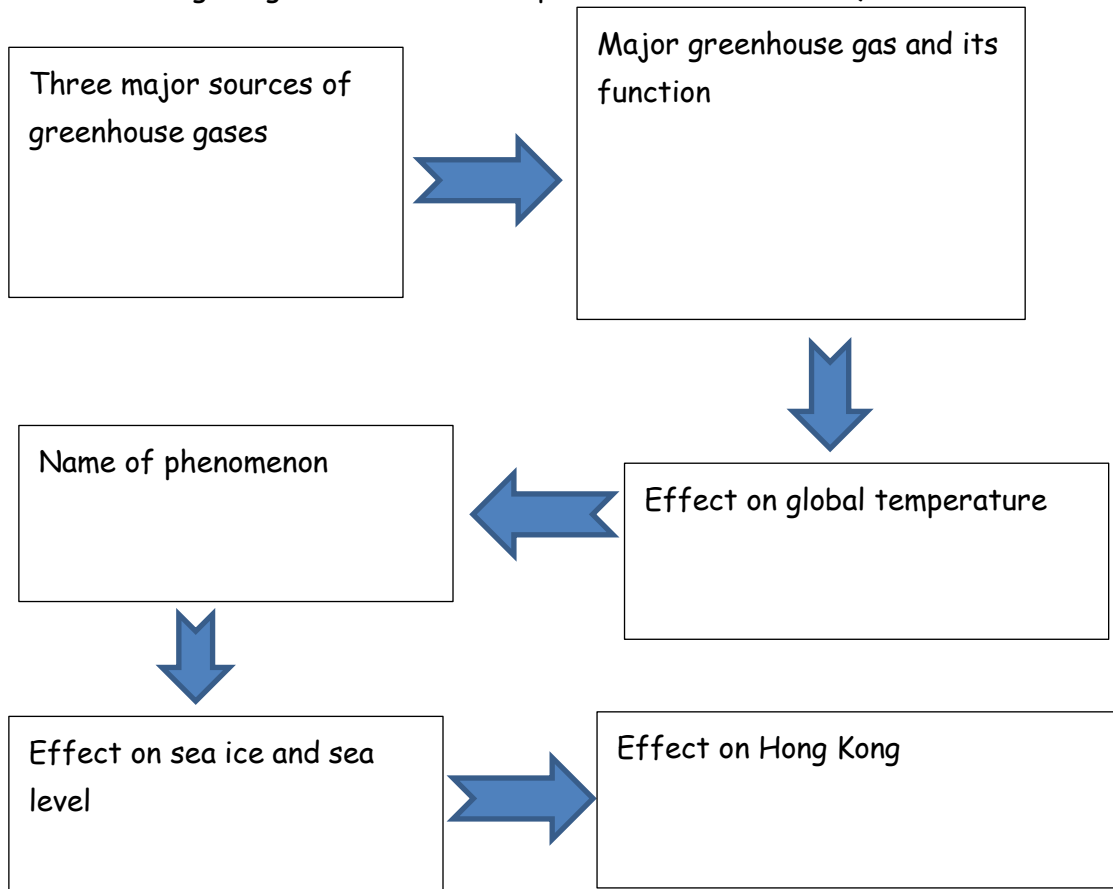 Three major sources of
greenhouse gases
Major greenhouse gas and its
function
Effect on global temperature
Name of phenomenon
Effect on sea ice and sea
level
Effect on Hong Kong